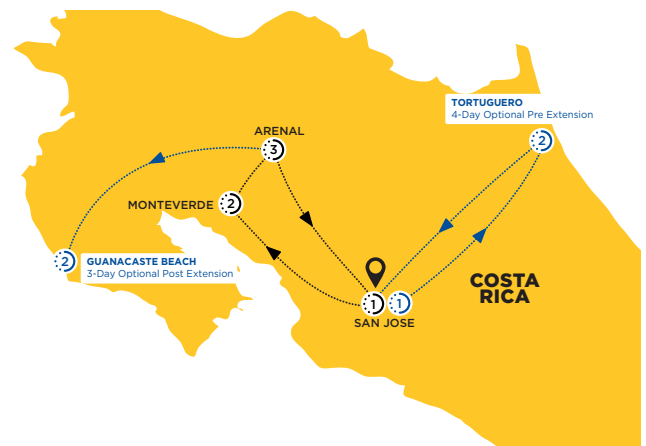 TORTUGUERO
4-Day Optional Pre Extension
2
ARENAL
3
MONTEVERDE
2
2
GUANACASTE BEACH
3-Day Optional Post Extension
COSTA
RICA
1
1
SAN JOSE